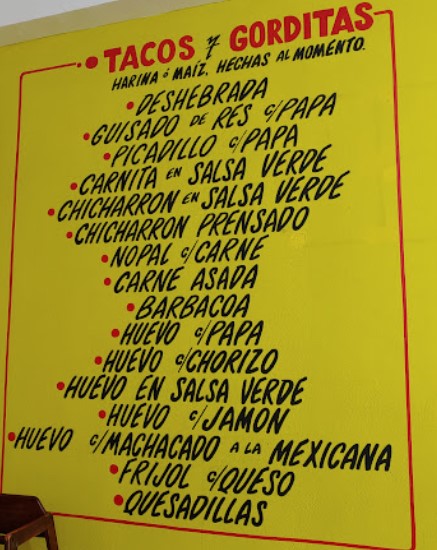 • TACOS y GORDITAS
HARINA ó MAÍZ, HECHAS AL MOMENTO.
• DESHEBRADA
• GUISADO DE RES c/PAPA
• PICADILLO c/PAPA
• CARNITA EN SALSA VERDE
• CHICHARRON EN SALSA VERDE
• CHICHARRON PRENSADO
• NOPAL c/CARNE
• CARNE ASADA
• BARBACOA
• HUEVO c/PAPA
• HUEVO c/CHORIZO
• HUEVO EN SALSA VERDE
• HUEVO c/JAMON
• HUEVO c/MACHACADO A LA MEXICANA
• FRIJOL c/QUESO
• QUESADILLAS